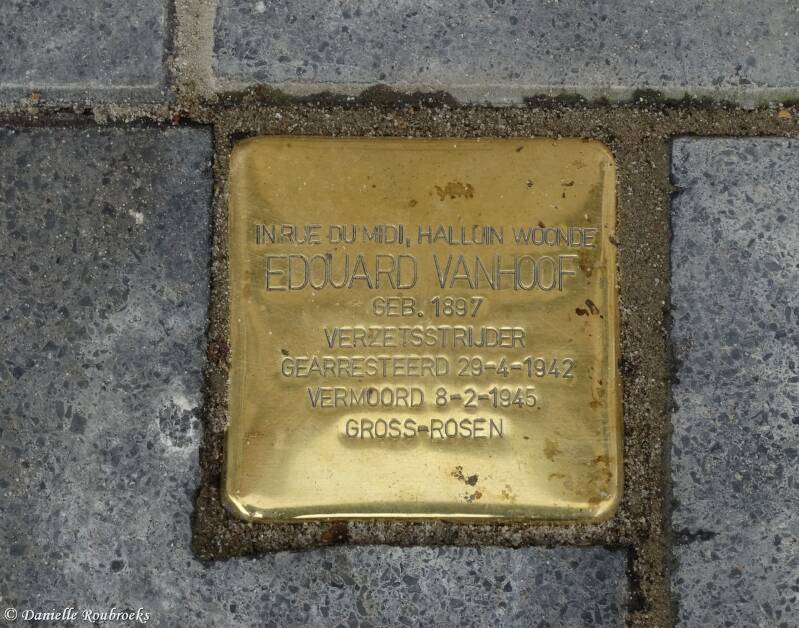 IN RUE DU MIDI, HALLUIN WOONDE
EDOUARD VANHOOF
GEB. 1897
VERZETSSTRIJDER
GEARRESTEERD 29-4-1942
VERMOORD 8-2-1945
GROSS-ROSEN
© Danielle Roubroeks